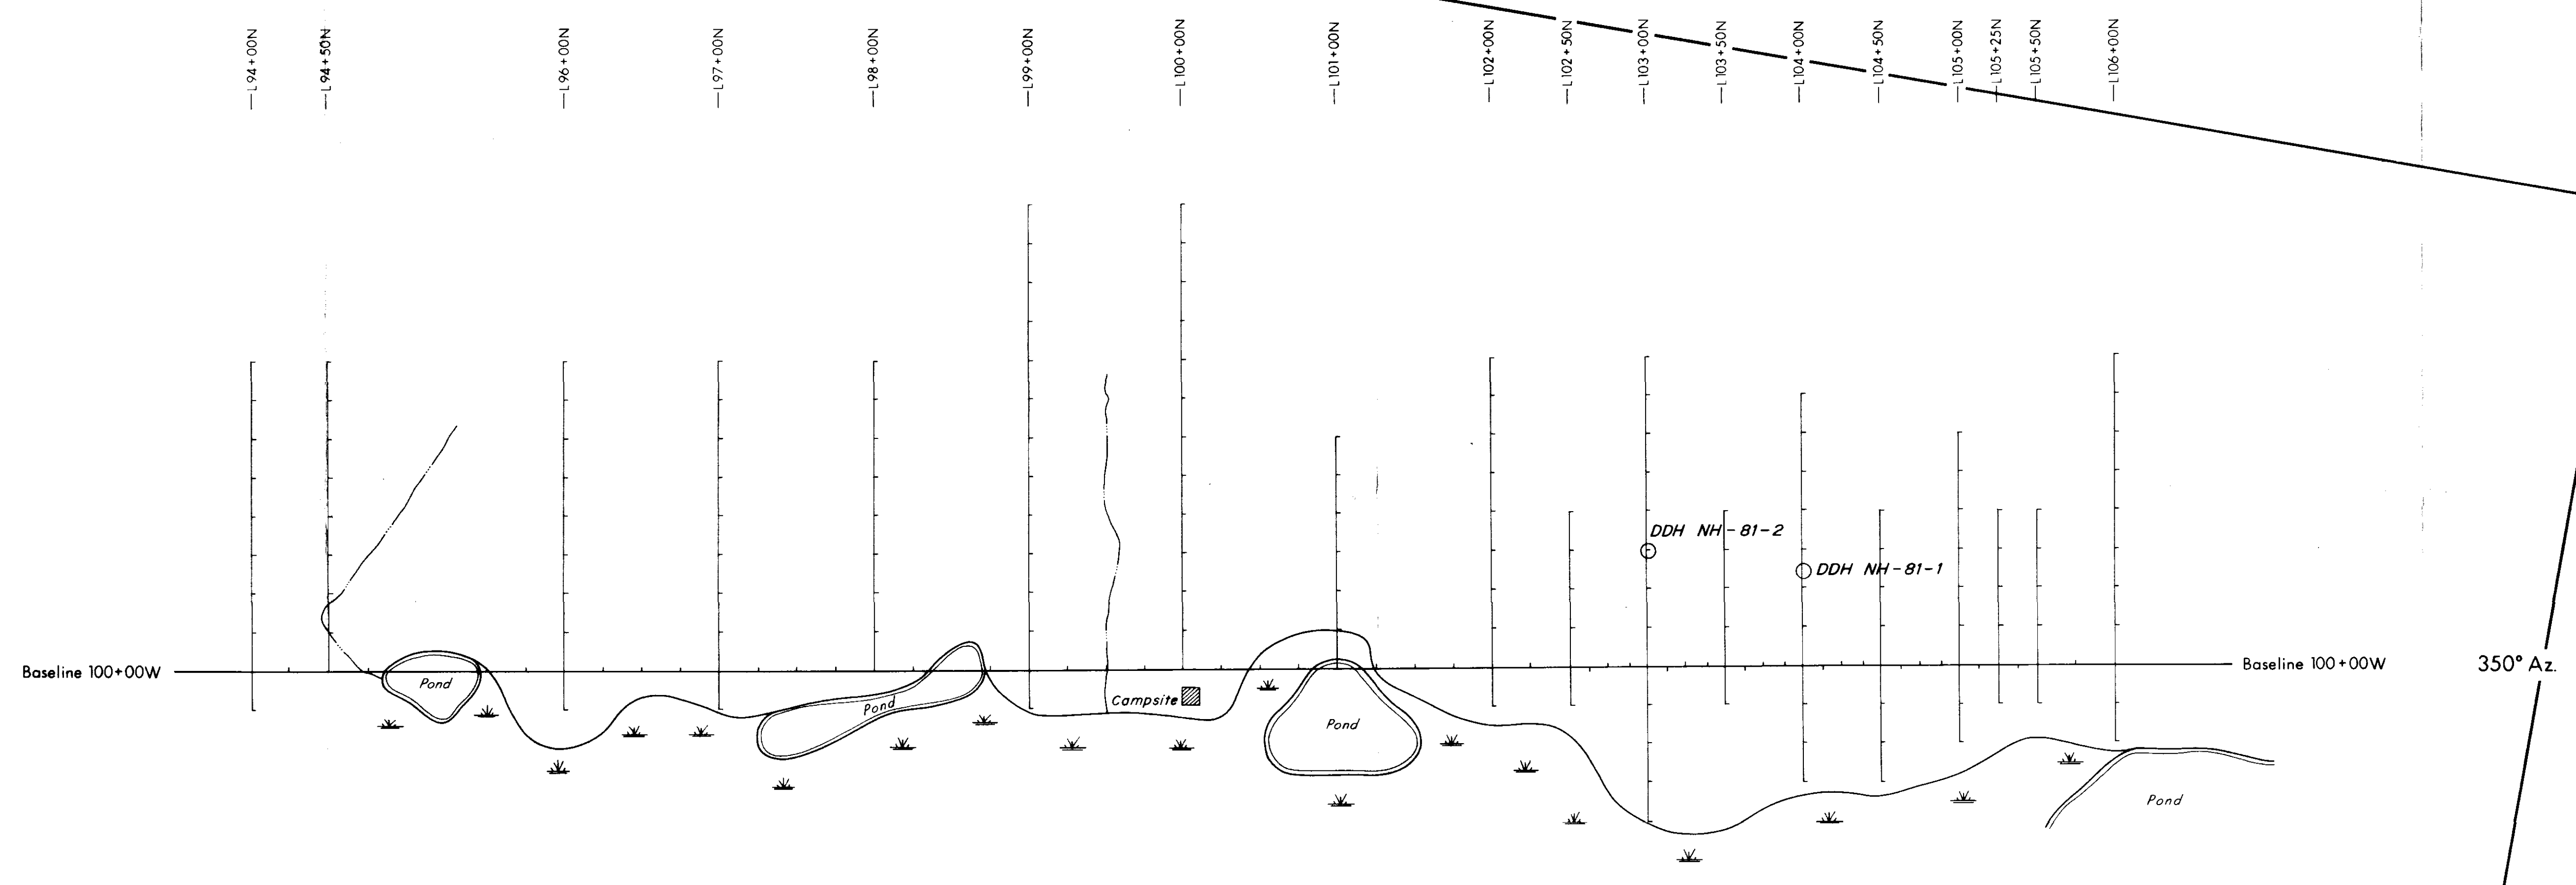 L94+00N
L94+50N
L96+00N
L97+00N
L98+00N
L99+00N
L100+00N
L101+00N
L102+00N
L102+50N
L103+00N
L103+50N
L104+00N
L104+50N
L105+00N
L105+25N
L105+50N
L106+00N
DDH NH-81-2
DDH NH-81-1
Baseline 100+00W
Baseline 100+00W
350° Az.
Pond
Pond
Campsite
Pond
Pond